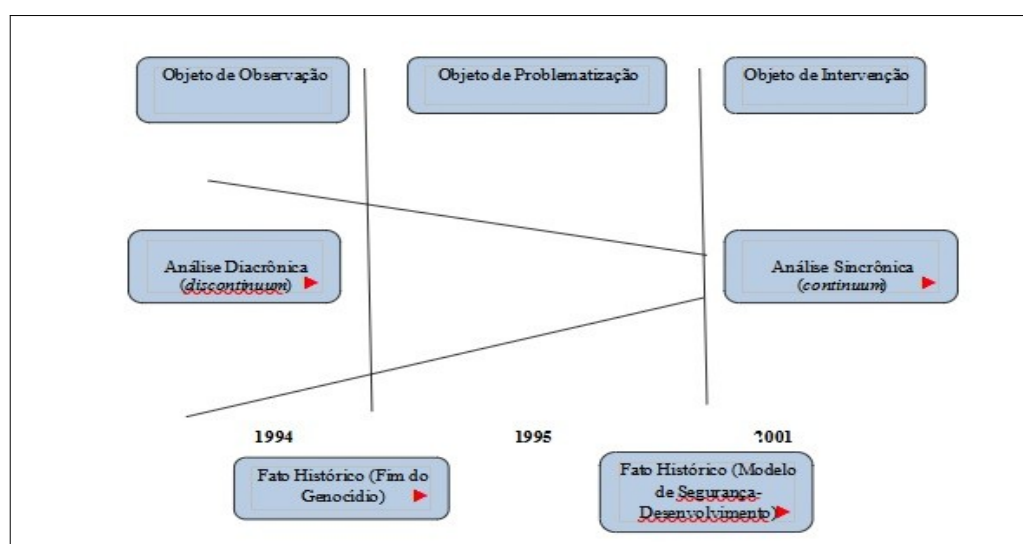 Objeto de Observação
Objeto de Problematização
Objeto de Intervenção
Análise Diacrônica
(discontinuum)
Análise Sincrônica
(continuum)
1994
1995
2001
Fato Histórico (Fim do
Genocídio)
Fato Histórico (Modelo
de Segurança-
Desenvolvimento)